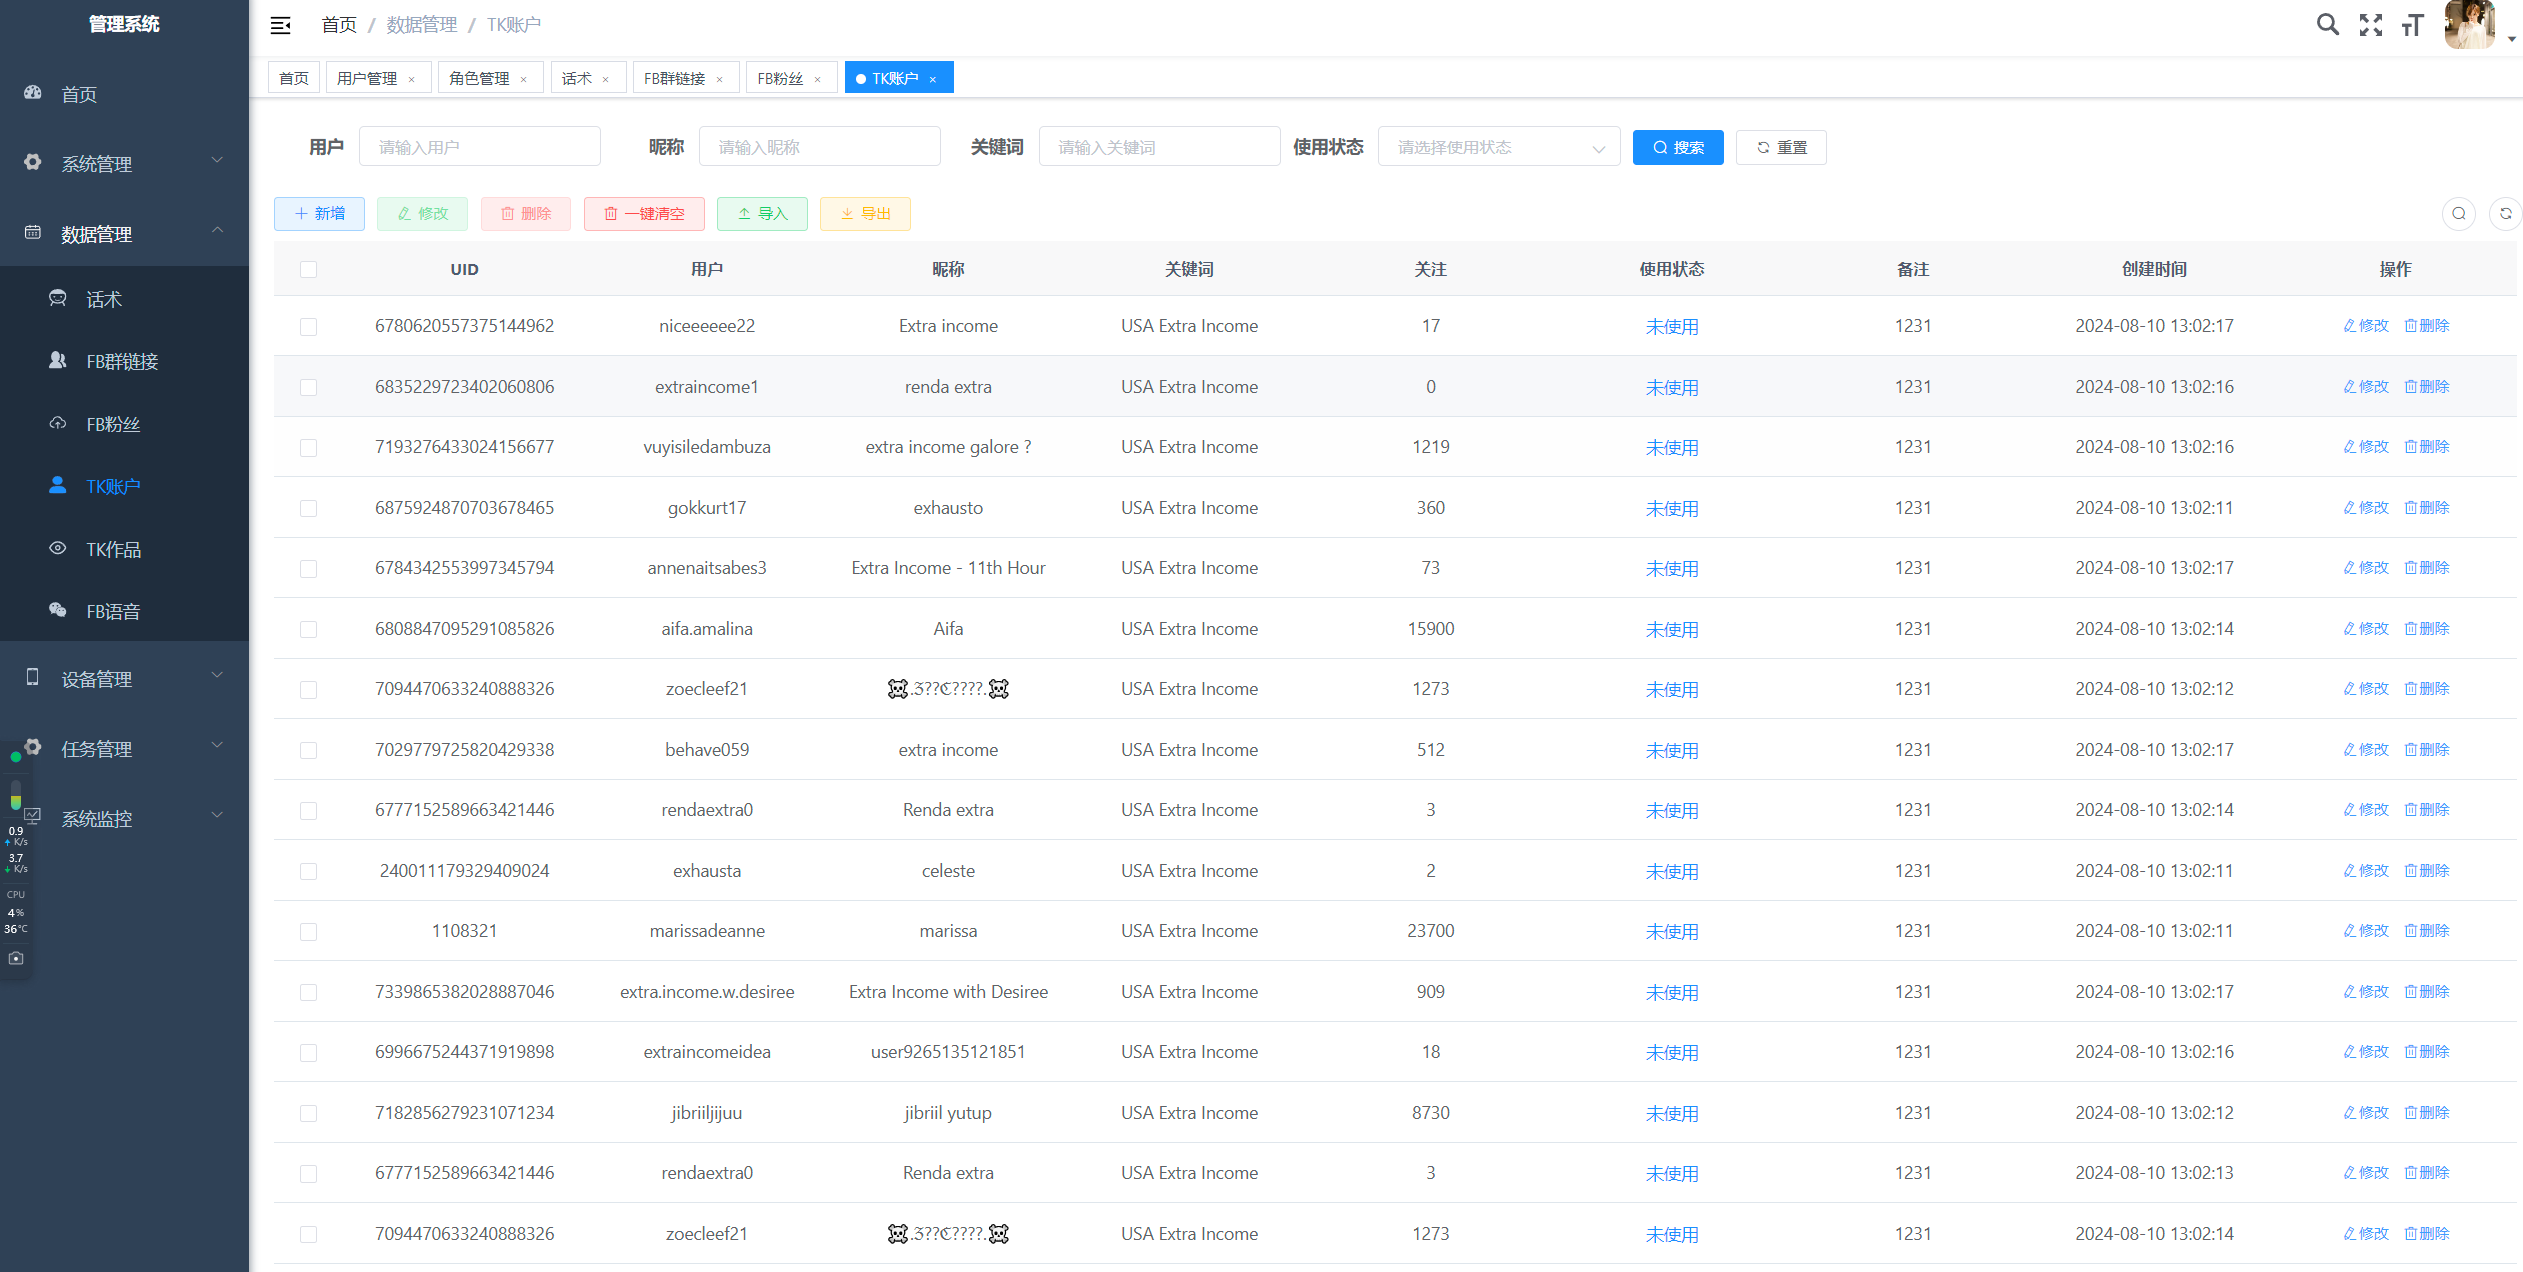 管理系统
首页
系统管理
数据管理
话术
FB群链接
FB粉丝
TK账户
TK作品
FB语音
设备管理
任务管理
系统监控
0.9
K/s
3.7
K/s
CPU
4%
36°C
首页 / 数据管理 / TK账户
首页 用户管理 × 角色管理 × 话术 × FB群链接 × FB粉丝 × TK账户 ×
用户 请输入用户 昵称 请输入昵称 关键词 请输入关键词 使用状态 请选择使用状态 搜索 重置
新增 修改 删除 一键清空 导入 导出
UID 用户 昵称 关键词 关注 使用状态 备注 创建时间 操作
6780620557375144962 niceeeeee22 Extra income USA Extra Income 17 未使用 1231 2024-08-10 13:02:17 修改 删除
6835229723402060806 extraincome1 renda extra USA Extra Income 0 未使用 1231 2024-08-10 13:02:16 修改 删除
7193276433024156677 vuyisiledambuza extra income galore ? USA Extra Income 1219 未使用 1231 2024-08-10 13:02:16 修改 删除
6875924870703678465 gokkurt17 exhausto USA Extra Income 360 未使用 1231 2024-08-10 13:02:11 修改 删除
6784342553997345794 annenaitsabes3 Extra Income - 11th Hour USA Extra Income 73 未使用 1231 2024-08-10 13:02:17 修改 删除
6808847095291085826 aifa.amalina Aifa USA Extra Income 15900 未使用 1231 2024-08-10 13:02:14 修改 删除
7094470633240888326 zoecleef21 ☠.ℨ??ℭ????.☠ USA Extra Income 1273 未使用 1231 2024-08-10 13:02:12 修改 删除
7029779725820429338 behave059 extra income USA Extra Income 512 未使用 1231 2024-08-10 13:02:17 修改 删除
6777152589663421446 rendaextra0 Renda extra USA Extra Income 3 未使用 1231 2024-08-10 13:02:14 修改 删除
240011179329409024 exhausta celeste USA Extra Income 2 未使用 1231 2024-08-10 13:02:11 修改 删除
1108321 marissadeanne marissa USA Extra Income 23700 未使用 1231 2024-08-10 13:02:11 修改 删除
7339865382028887046 extra.income.w.desiree Extra Income with Desiree USA Extra Income 909 未使用 1231 2024-08-10 13:02:17 修改 删除
6996675244371919898 extraincomeidea user9265135121851 USA Extra Income 18 未使用 1231 2024-08-10 13:02:16 修改 删除
7182856279231071234 jibriiljijuu jibriil yutup USA Extra Income 8730 未使用 1231 2024-08-10 13:02:12 修改 删除
6777152589663421446 rendaextra0 Renda extra USA Extra Income 3 未使用 1231 2024-08-10 13:02:13 修改 删除
7094470633240888326 zoecleef21 ☠.ℨ??ℭ????.☠ USA Extra Income 1273 未使用 1231 2024-08-10 13:02:14 修改 删除